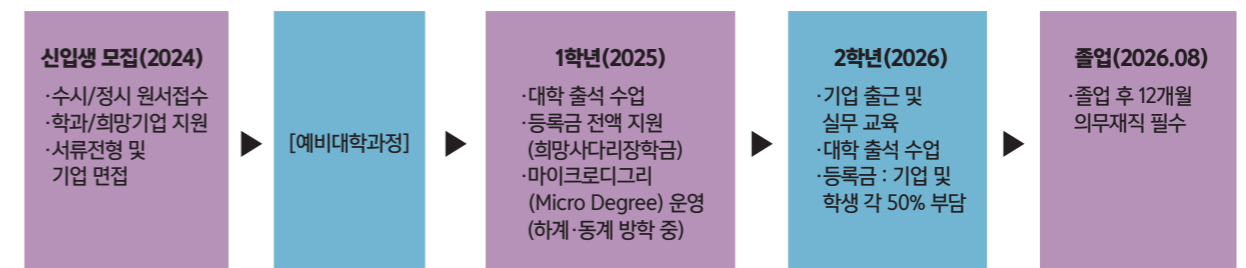 신입생 모집(2024)
·수시/정시 원서접수
·학과/희망기업 지원
·서류전형 및
기업 면접
[예비대학과정]
1학년(2025)
·대학 출석 수업
·등록금 전액 지원
(희망사다리장학금)
·마이크로디그리
(Micro Degree) 운영
(하계·동계 방학 중)
2학년(2026)
·기업 출근 및
실무 교육
·대학 출석 수업
·등록금 : 기업 및
학생 각 50% 부담
졸업(2026.08)
·졸업 후 12개월
의무재직 필수